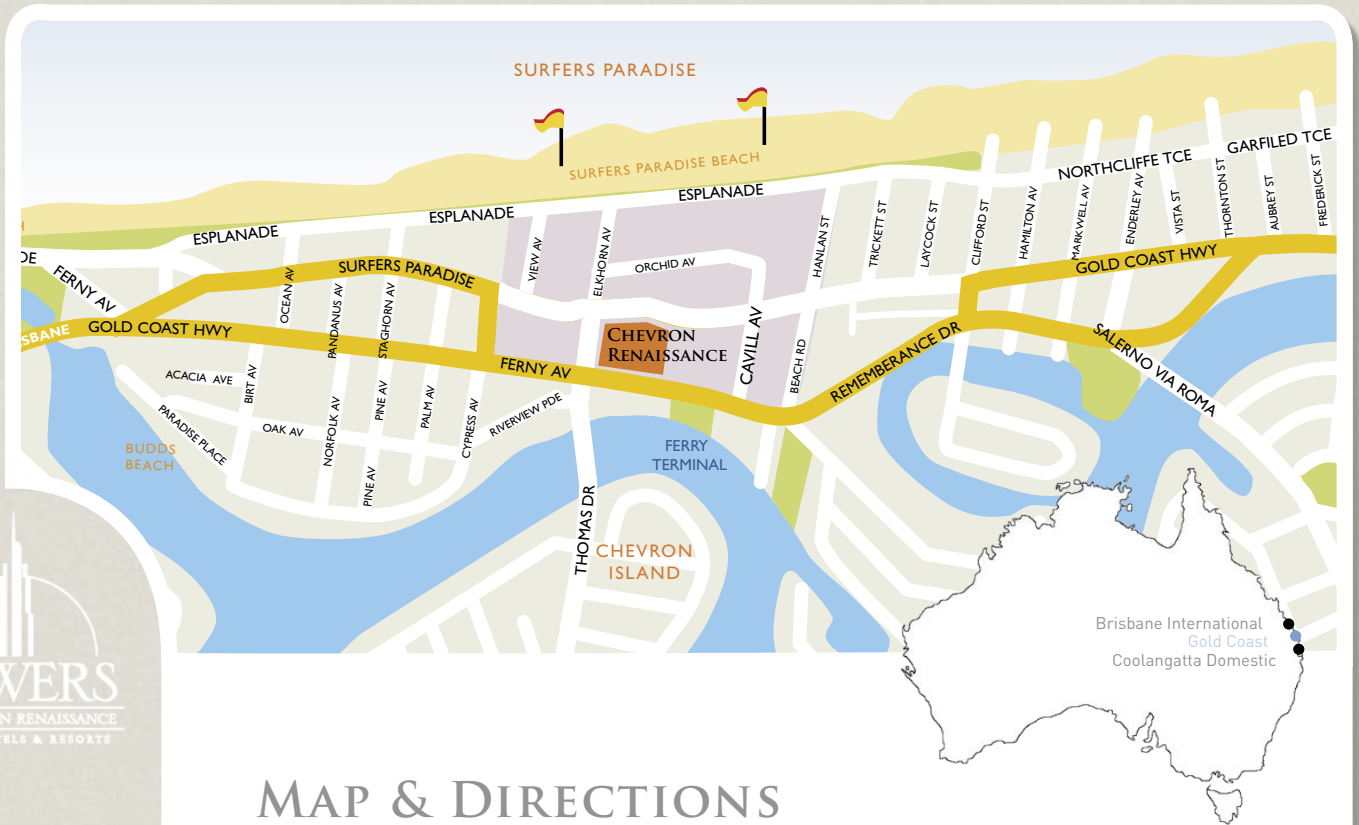 SURFERS PARADISE
SURFERS PARADISE BEACH
GARFILED TCE
NORTHCLIFFE TCE
ESPLANADE
ESPLANADE
ESPLANADE
FERNY AV
OCEAN AV
PANDANUS AV
STAGHORN AV
SURFERS PARADISE
VIEW AV
ELKHORN AV
ORCHID AV
HANLAN ST
TRICKETT ST
LAYCOCK ST
CLIFFORD ST
HAMILTON AV
MARKWELL AV
ENDERLEY AV
VISTA ST
THORNTON ST
AUBREY ST
FREDERICK ST
GOLD COAST HWY
GOLD COAST HWY
CHEVRON
RENAISSANCE
FERNY AV
CAVILL AV
BEACH RD
REMEMBERANCE DR
SALERNO VIA ROMA
ACACIA AVE
BIRT AV
PARADISE PLACE
OAK AV
NORFOLK AV
PINE AV
PINE AV
PALM AV
CYPRESS AV
RIVERVIEW PDE
BUDDS
BEACH
FERRY
TERMINAL
THOMAS DR
CHEVRON
ISLAND
Brisbane International
Gold Coast
Coolangatta Domestic
RENAISSANCE
& RESORTS
MAP & DIRECTIONS